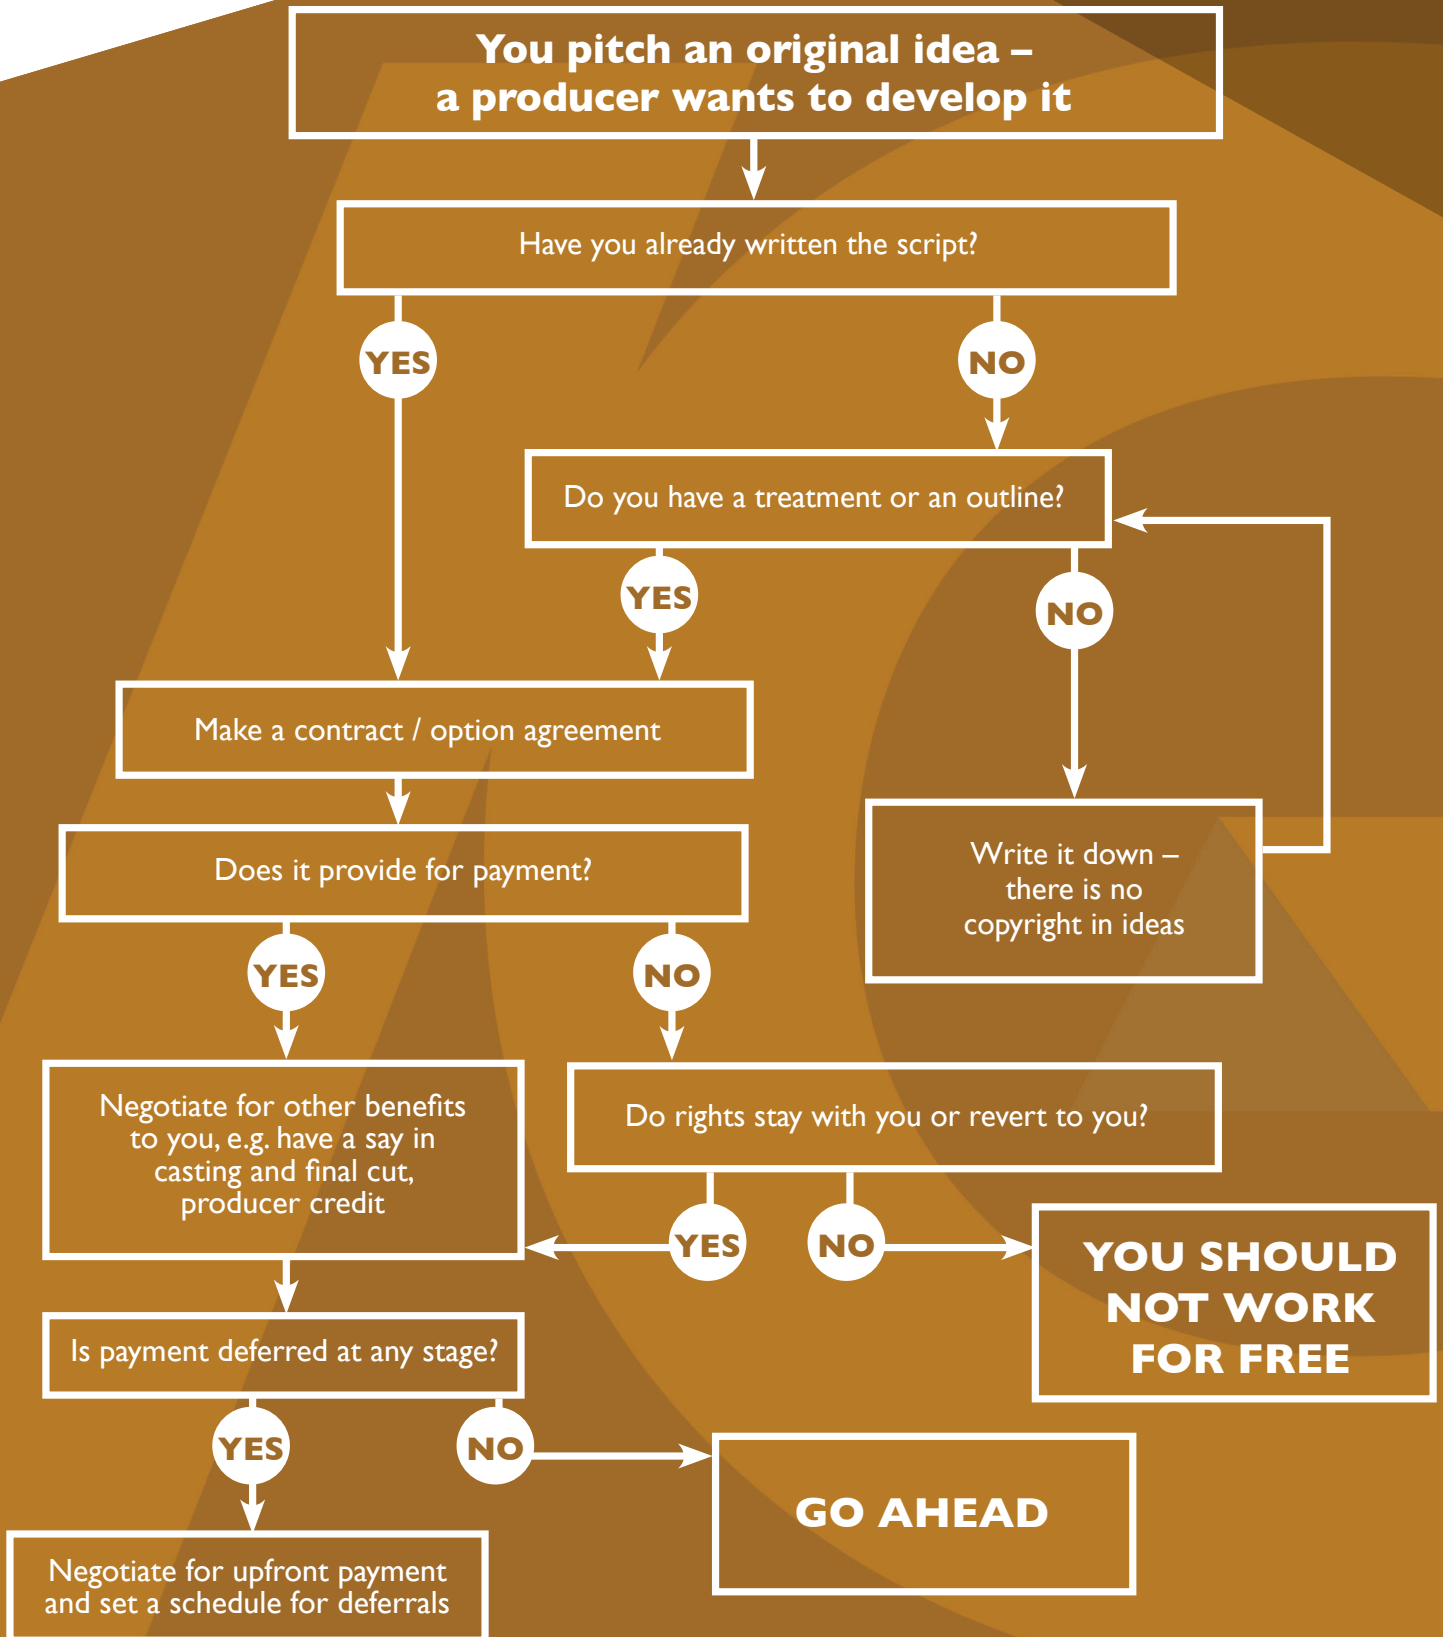 You pitch an original idea –
a producer wants to develop it
Have you already written the script?
YES
NO
Do you have a treatment or an outline?
YES
NO
Make a contract / option agreement
Write it down –
there is no
copyright in ideas
Does it provide for payment?
YES
NO
Negotiate for other benefits
to you, e.g. have a say in
casting and final cut,
producer credit
Do rights stay with you or revert to you?
YES
NO
YOU SHOULD
NOT WORK
FOR FREE
Is payment deferred at any stage?
YES
NO
GO AHEAD
Negotiate for upfront payment
and set a schedule for deferrals